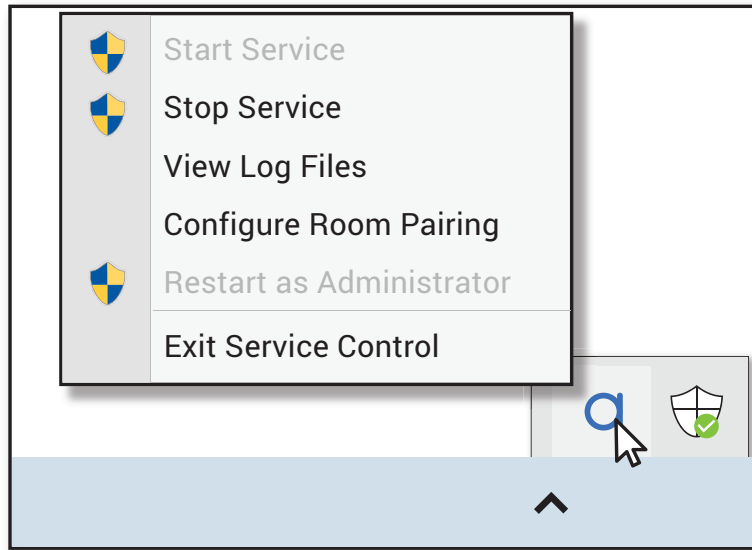 Start Service
Stop Service
View Log Files
Configure Room Pairing
Restart as Administrator
Exit Service Control